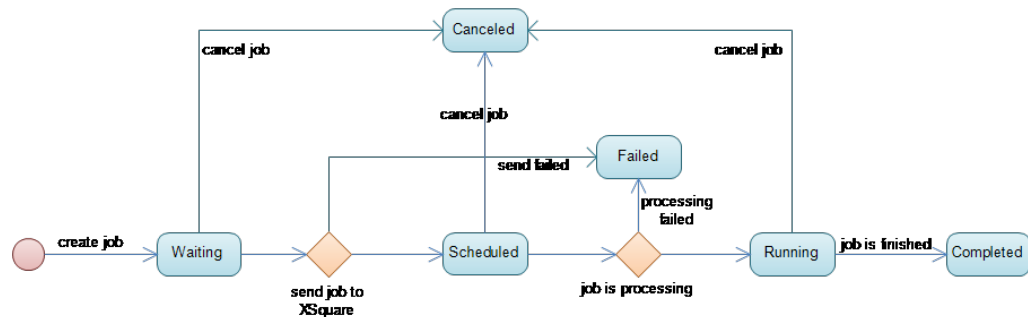 Canceled
cancel job
cancel job
cancel job
Failed
send failed
processing
failed
create job
Waiting
Scheduled
Running
job is finished
Completed
send job to
XSquare
job is processing